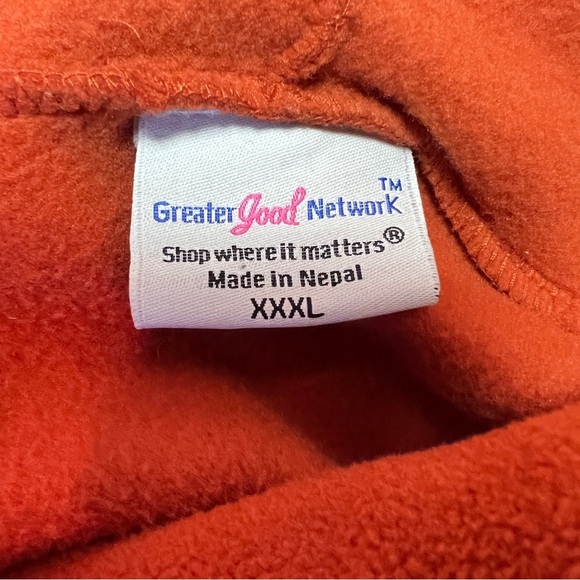 Greater good Network™
Shop where it matters®
Made in Nepal
XXXL